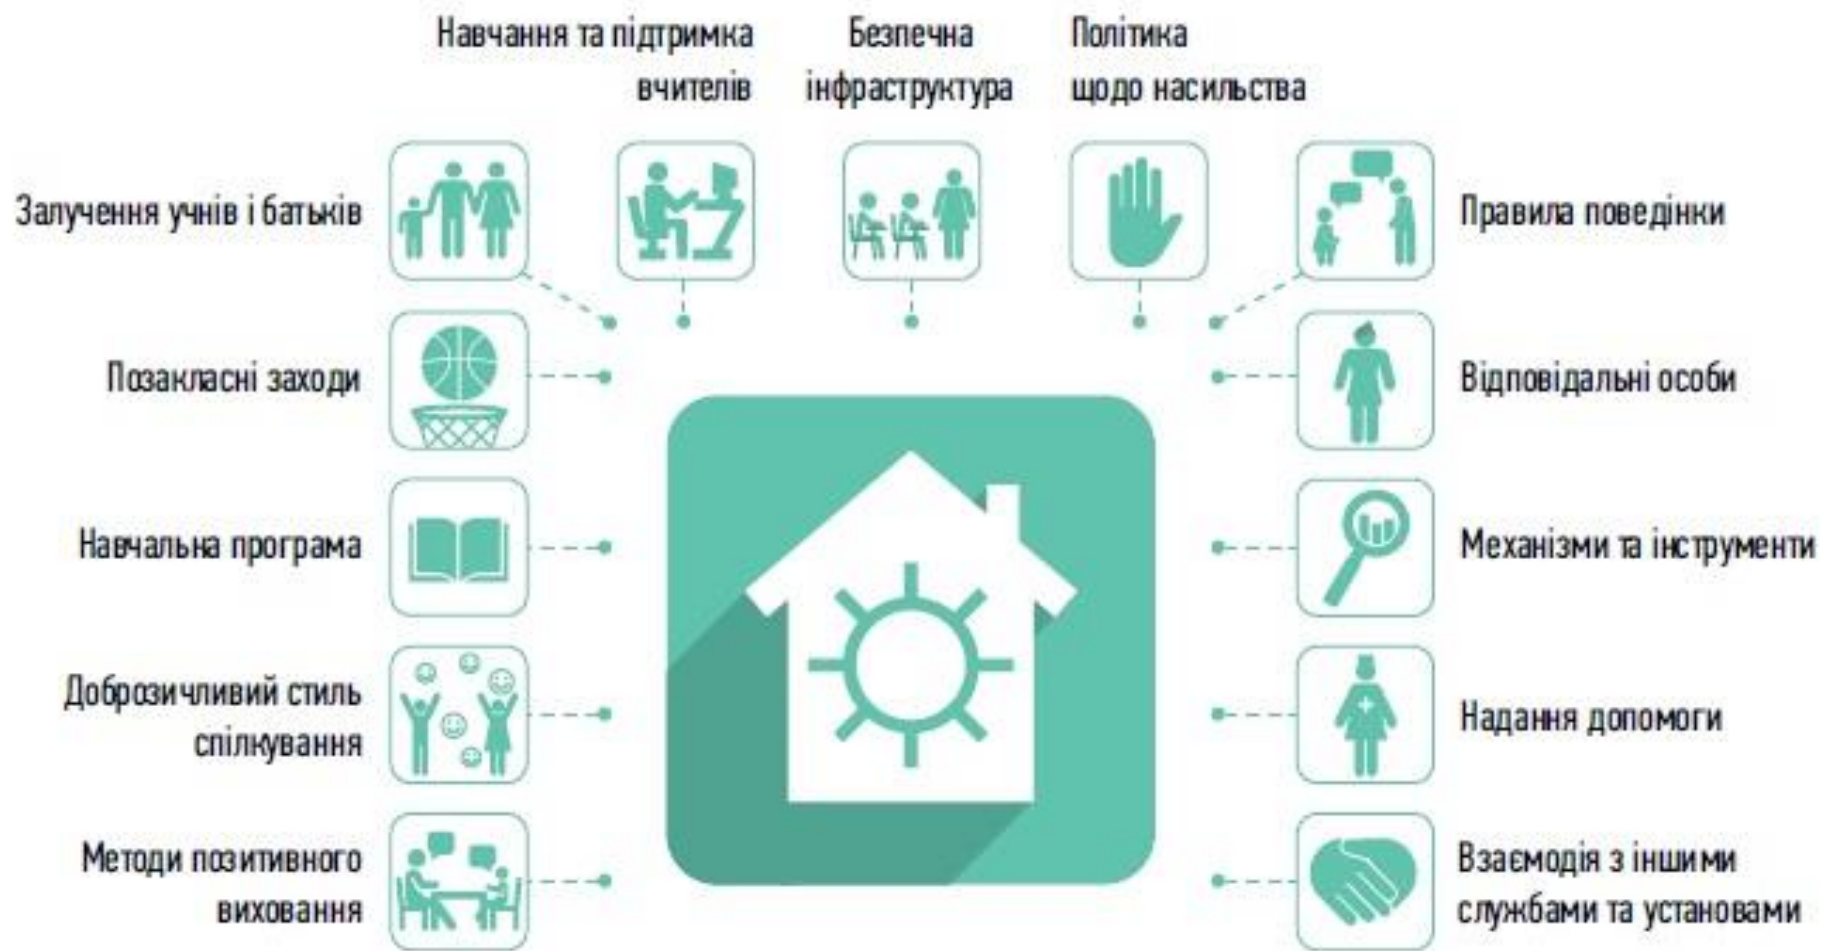 Навчання та підтримка
вчителів
Безпечна
інфраструктура
Політика
щодо насильства
Залучення учнів і батьків
Правила поведінки
Позакласні заходи
Відповідальні особи
Навчальна програма
Механізми та інструменти
Доброзичливий стиль
спілкування
Надання допомоги
Методи позитивного
виховання
Взаємодія з іншими
службами та установами